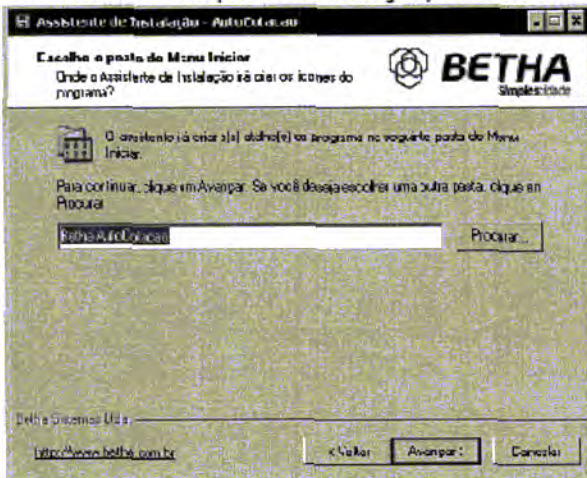 Assistente de Instalação - AutoCotacao
Escolha a pasta do Menu Iniciar
Onde o Assistente de Instalação irá criar os ícones do
programa?
BETHA
Simplescidade
O assistente irá criar o(s) atalho(s) do programa na seguinte pasta do Menu
Iniciar.
Para continuar, clique em Avançar. Se você deseja escolher uma outra pasta, clique em
Procurar.
Betha AutoCotacao
Procurar...
Betha Sistemas Ltda.
http://www.betha.com.br
< Voltar
Avançar >
Cancelar